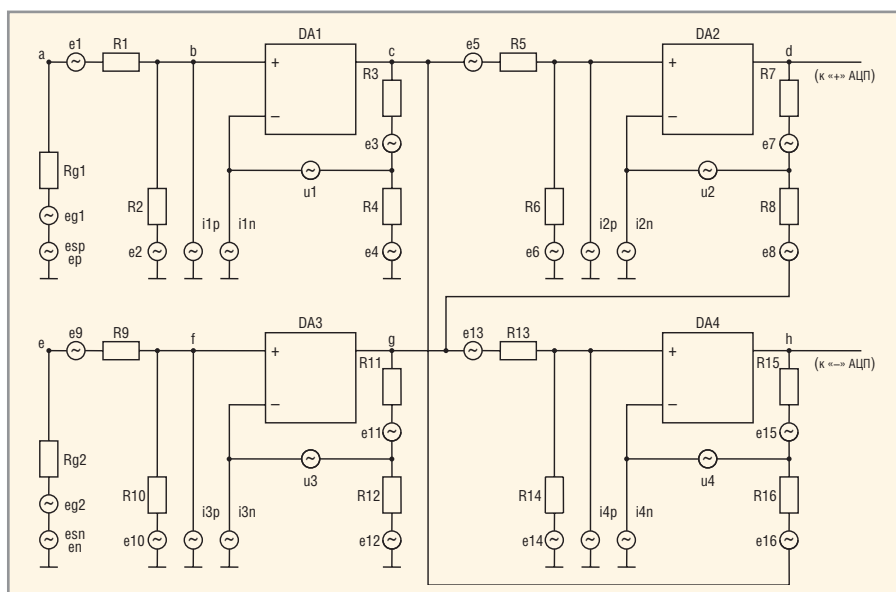 DA1
DA2
a
e1
R1
b
c
e5
R5
d
+
−
R3
+
−
R7
(к «+» АЦП)
e3
e7
Rg1
u1
u2
eg1
R2
i1p
i1n
R4
R6
i2p
i2n
R8
esp
ep
e2
e4
e6
e8
DA3
DA4
e
e9
R9
f
g
e13
R13
h
+
−
R11
+
−
R15
(к «–» АЦП)
e11
e15
Rg2
u3
u4
eg2
R10
i3p
i3n
R12
R14
i4p
i4n
R16
esn
en
e10
e12
e14
e16